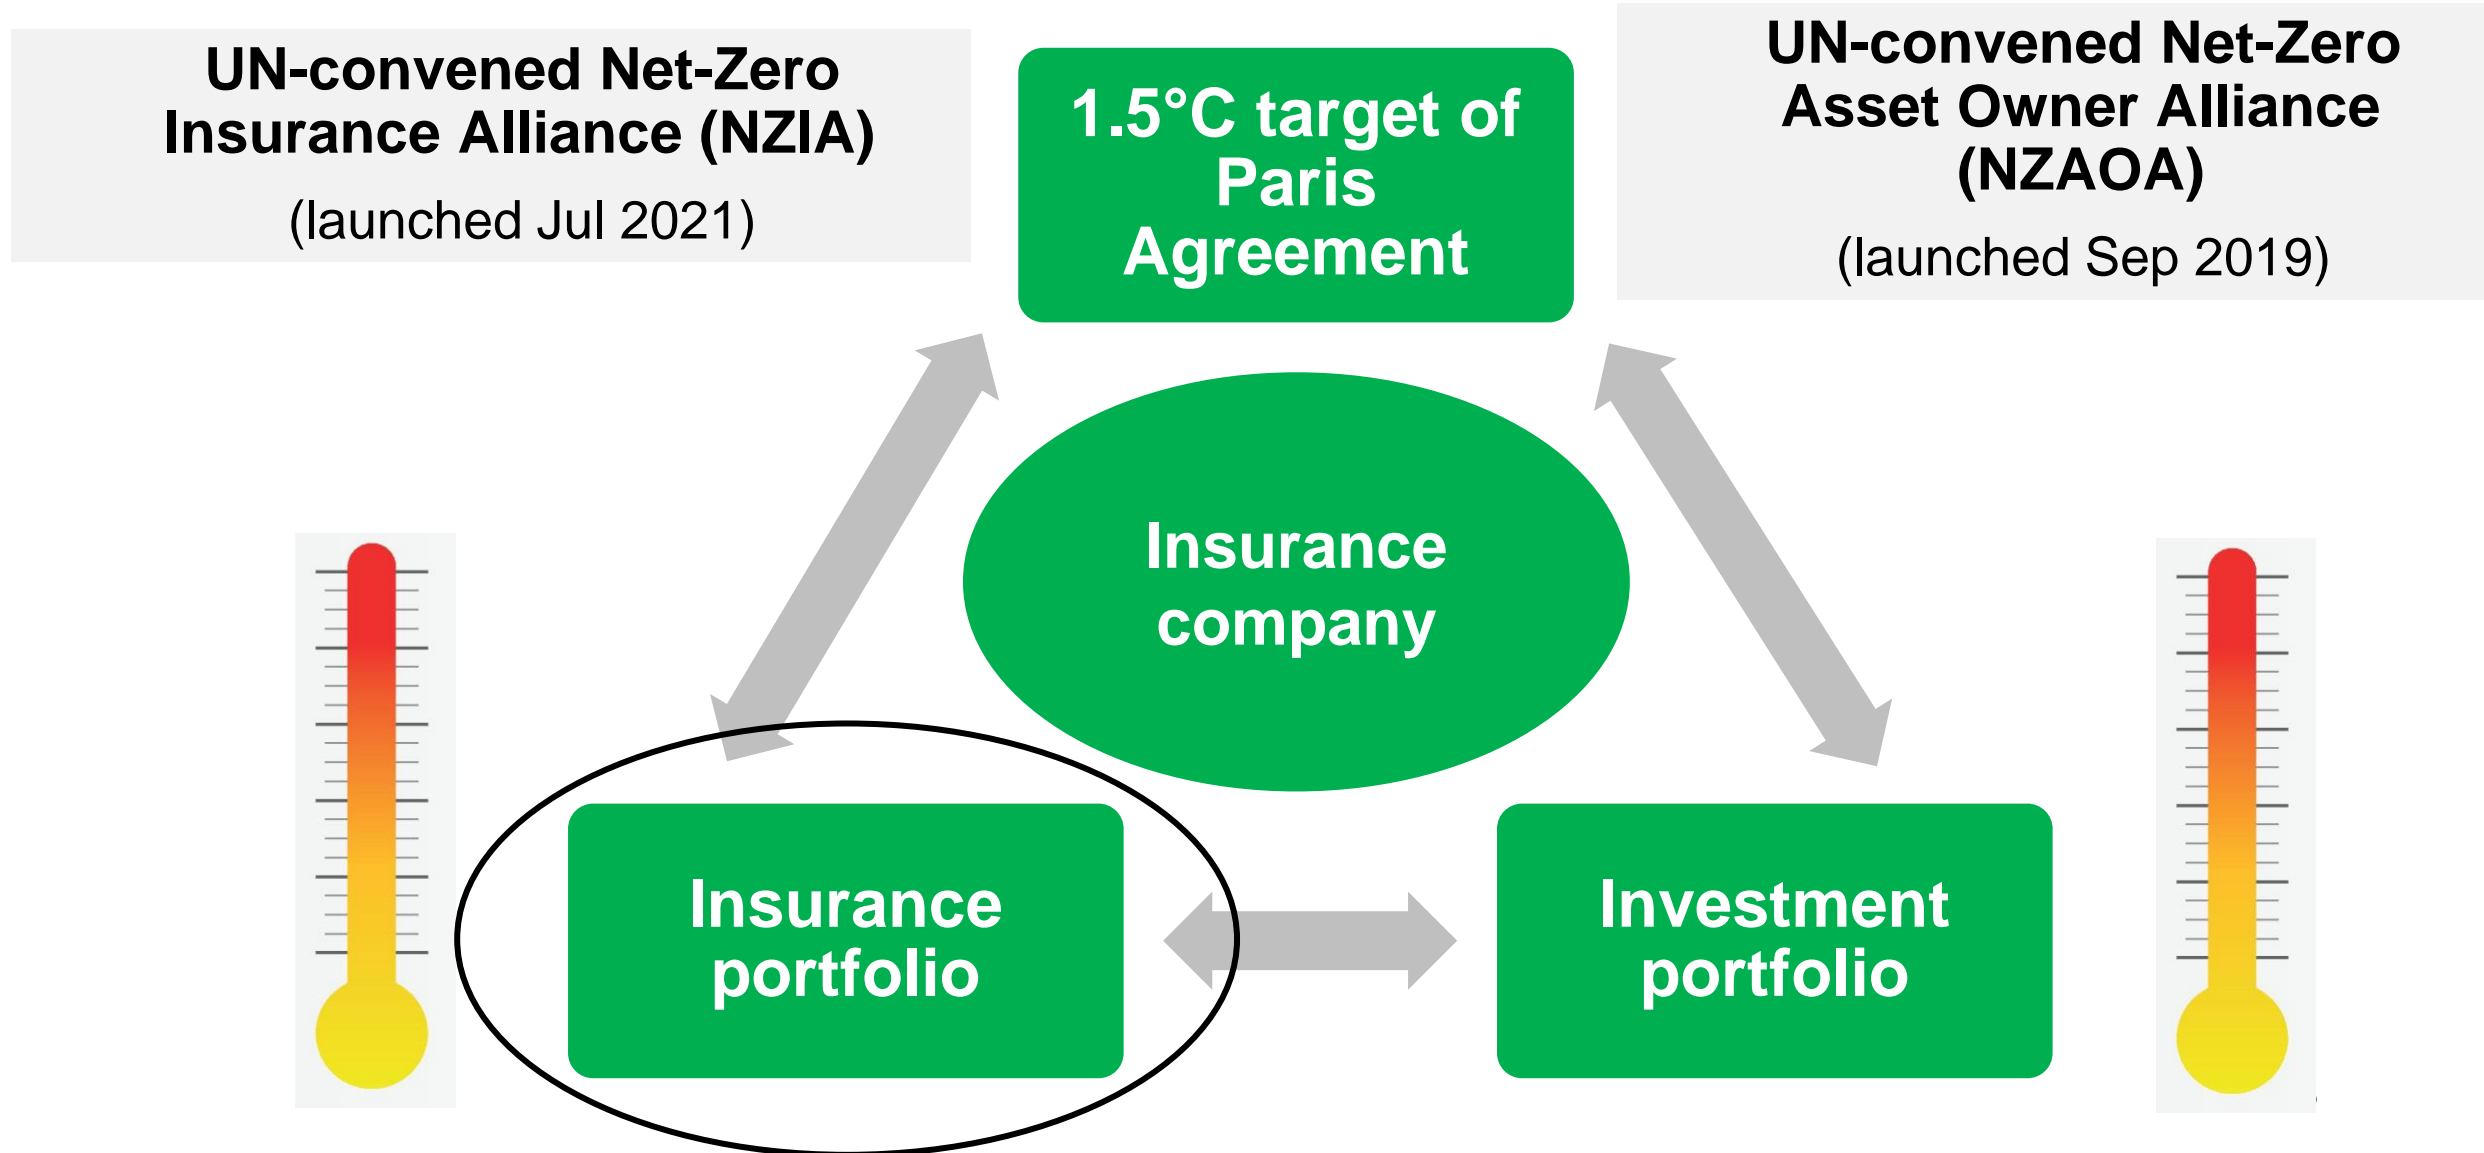 UN-convened Net-Zero
Insurance Alliance (NZIA)
(launched Jul 2021)
1.5°C target of
Paris
Agreement
UN-convened Net-Zero
Asset Owner Alliance
(NZAOA)
(launched Sep 2019)
Insurance
company
Insurance
portfolio
Investment
portfolio